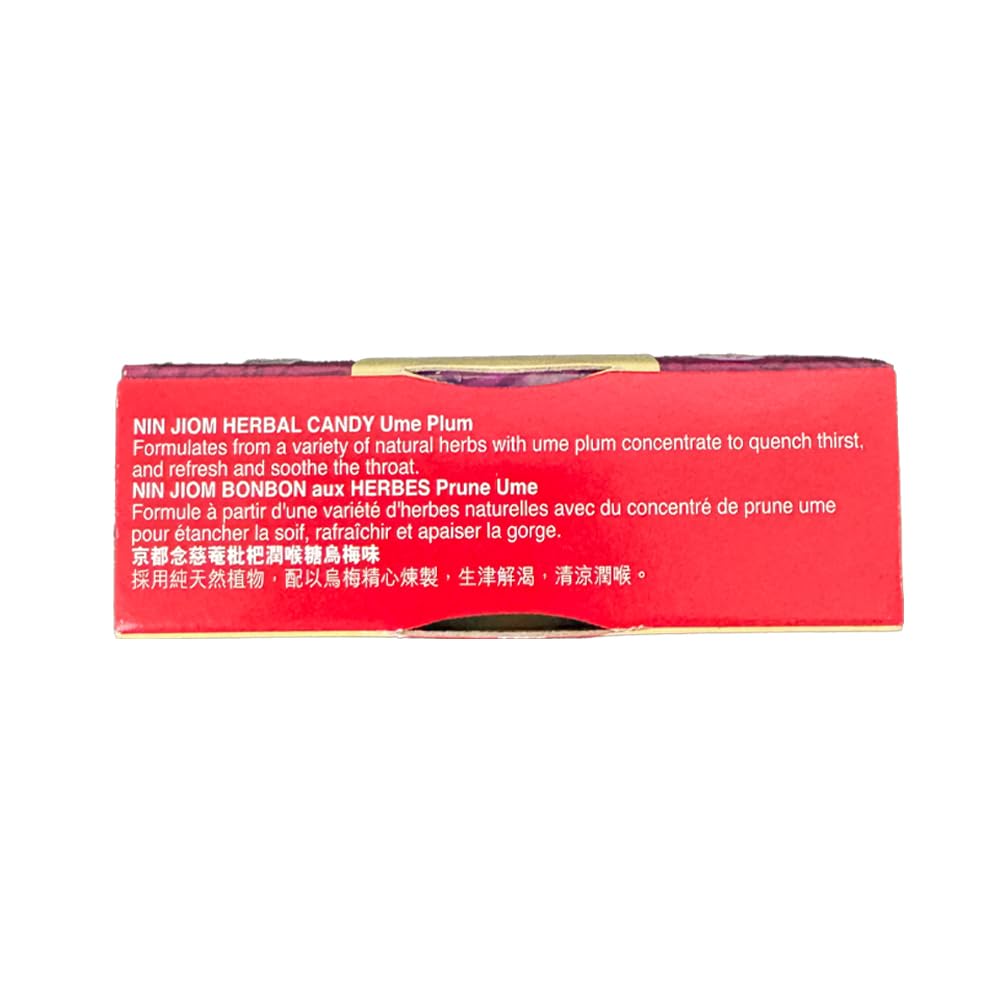 NIN JIOM HERBAL CANDY Ume Plum
Formulates from a variety of natural herbs with ume plum concentrate to quench thirst,
and refresh and soothe the throat.
NIN JIOM BONBON aux HERBES Prune Ume
Formule à partir d'une variété d'herbes naturelles avec du concentré de prune ume
pour étancher la soif, rafraîchir et apaiser la gorge.
京都念慈菴枇杷潤喉糖烏梅味
採用純天然植物，配以烏梅精心煉製，生津解渴，清涼潤喉。